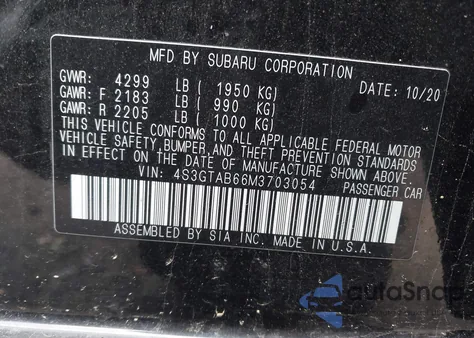 MFD BY SUBARU CORPORATION
GVWR: 4299 LB ( 1950 KG) DATE: 10/20
GAWR: F 2183 LB ( 990 KG)
GAWR: R 2205 LB ( 1000 KG)
THIS VEHICLE CONFORMS TO ALL APPLICABLE FEDERAL MOTOR
VEHICLE SAFETY, BUMPER, AND THEFT PREVENTION STANDARDS
IN EFFECT ON THE DATE OF MANUFACTURE SHOWN ABOVE.
VIN: 4S3GTAB66M3703054 PASSENGER CAR
ASSEMBLED BY SIA INC. MADE IN U.S.A.
autoSnap